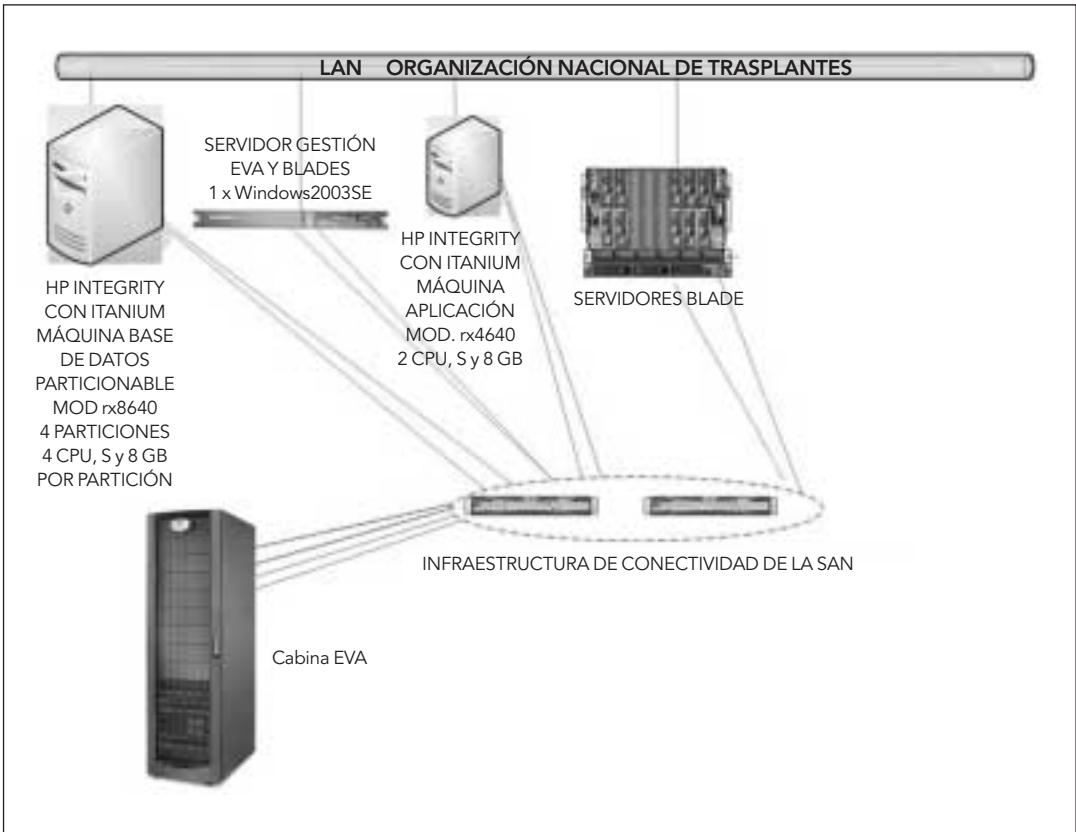 LAN ORGANIZACIÓN NACIONAL DE TRASPLANTES
SERVIDOR GESTIÓN
EVA Y BLADES
1 x Windows2003SE
HP INTEGRITY
CON ITANIUM
MÁQUINA
APLICACIÓN
MOD. rx4640
2 CPU, S y 8 GB
SERVIDORES BLADE
HP INTEGRITY
CON ITANIUM
MÁQUINA BASE
DE DATOS
PARTICIONABLE
MOD rx8640
4 PARTICIONES
4 CPU, S y 8 GB
POR PARTICIÓN
INFRAESTRUCTURA DE CONECTIVIDAD DE LA SAN
Cabina EVA